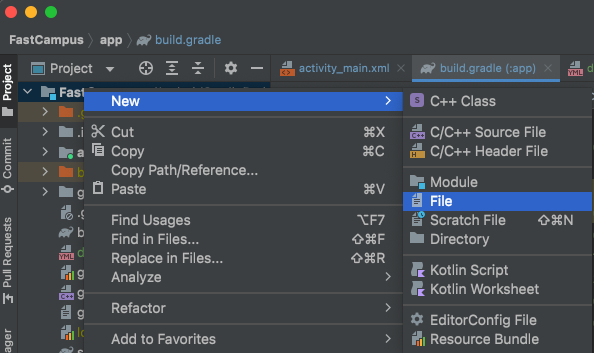 FastCampus app build.gradle
Project activity_main.xml build.gradle (:app)
Project
Commit
Pull Requests
New
Cut ⌘X
Copy ⌘C
Copy Path/Reference...
Paste ⌘V
Find Usages ⌥F7
Find in Files... ⇧⌘F
Replace in Files... ⇧⌘R
Analyze
Refactor
Add to Favorites
C++ Class
C/C++ Source File
C/C++ Header File
Module
File
Scratch File ⇧⌘N
Directory
Kotlin Script
Kotlin Worksheet
EditorConfig File
Resource Bundle